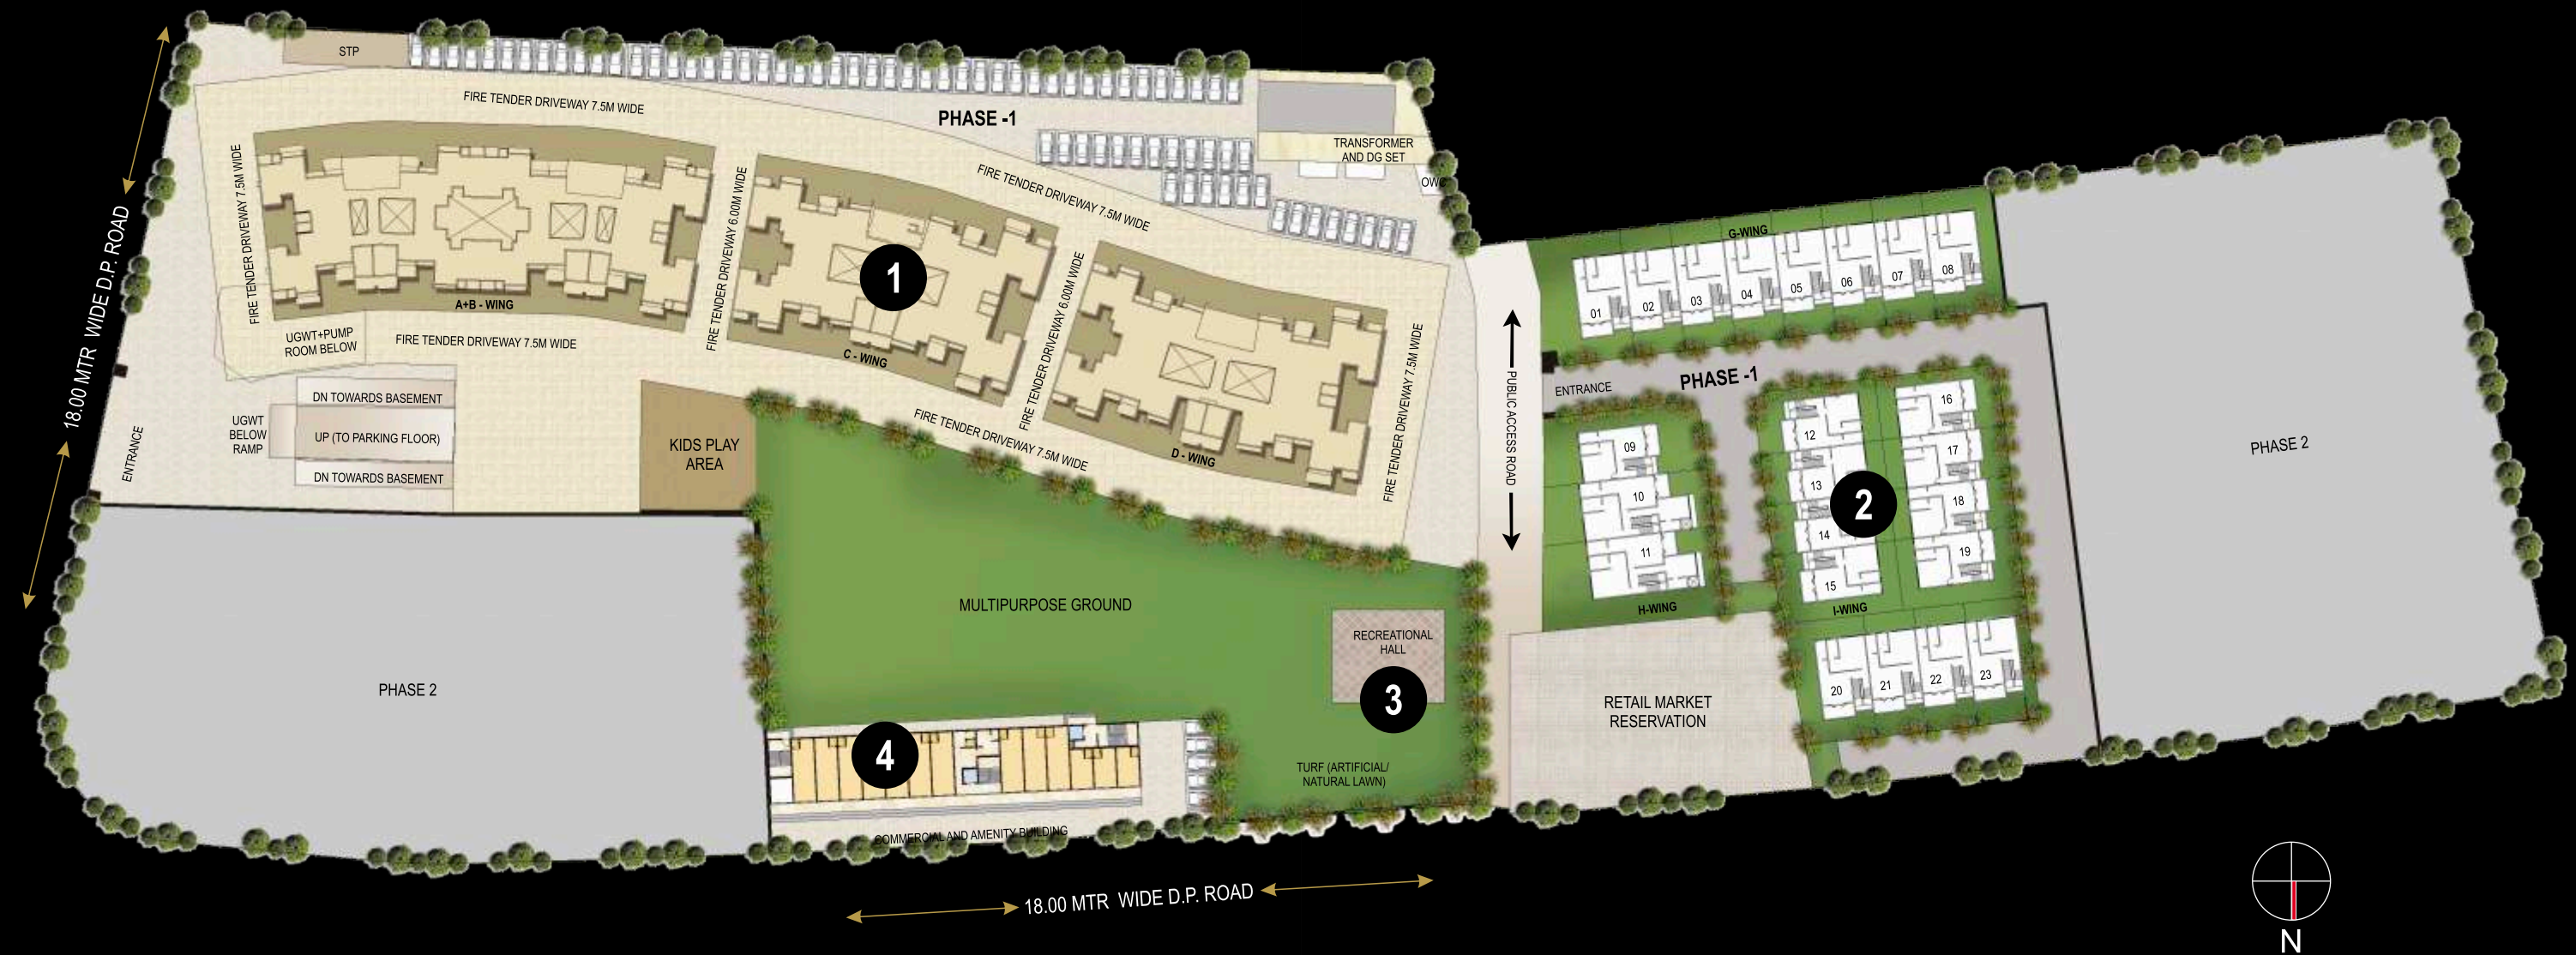 STP
FIRE TENDER DRIVEWAY 7.5M WIDE
PHASE -1
TRANSFORMER
AND DG SET
OWC
FIRE TENDER DRIVEWAY 7.5M WIDE
FIRE TENDER DRIVEWAY 7.5M WIDE
FIRE TENDER DRIVEWAY 6.00M WIDE
1
A+B - WING
UGWT+PUMP
ROOM BELOW
FIRE TENDER DRIVEWAY 7.5M WIDE
C - WING
FIRE TENDER DRIVEWAY 6.00M WIDE
D - WING
FIRE TENDER DRIVEWAY 7.5M WIDE
FIRE TENDER DRIVEWAY 7.5M WIDE
18.00 MTR WIDE D.P. ROAD
ENTRANCE
DN TOWARDS BASEMENT
UGWT
BELOW
RAMP
UP (TO PARKING FLOOR)
DN TOWARDS BASEMENT
KIDS PLAY
AREA
PUBLIC ACCESS ROAD
G-WING
01
02
03
04
05
06
07
08
ENTRANCE
PHASE -1
09
10
11
H-WING
12
13
14
15
2
I-WING
16
17
18
19
20
21
22
23
PHASE 2
PHASE 2
MULTIPURPOSE GROUND
RECREATIONAL
HALL
3
TURF (ARTIFICIAL/
NATURAL LAWN)
RETAIL MARKET
RESERVATION
4
COMMERCIAL AND AMENITY BUILDING
18.00 MTR WIDE D.P. ROAD
N